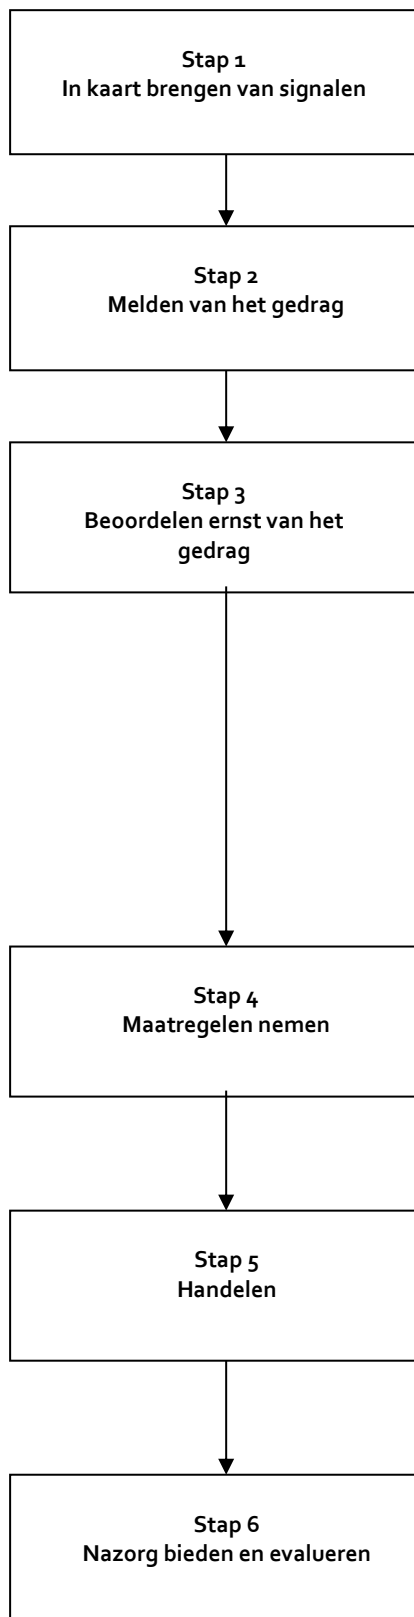 Stap 1
In kaart brengen van signalen
Stap 2
Melden van het gedrag
Stap 3
Beoordelen ernst van het
gedrag
Stap 4
Maatregelen nemen
Stap 5
Handelen
Stap 6
Nazorg bieden en evalueren